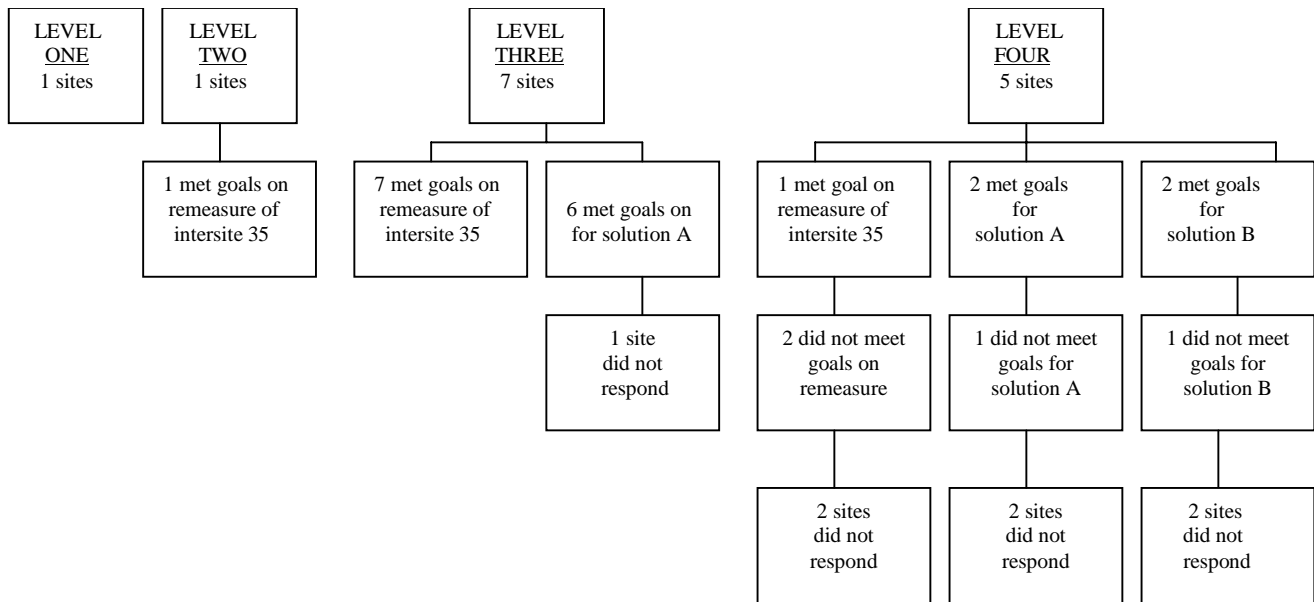 LEVEL
ONE
1 sites
LEVEL
TWO
1 sites
LEVEL
THREE
7 sites
LEVEL
FOUR
5 sites
1 met goals on
remeasure of
intersite 35
7 met goals on
remeasure of
intersite 35
6 met goals on
for solution A
1 met goal on
remeasure of
intersite 35
2 met goals
for
solution A
2 met goals
for
solution B
1 site
did not
respond
2 did not meet
goals on
remeasure
1 did not meet
goals for
solution A
1 did not meet
goals for
solution B
2 sites
did not
respond
2 sites
did not
respond
2 sites
did not
respond